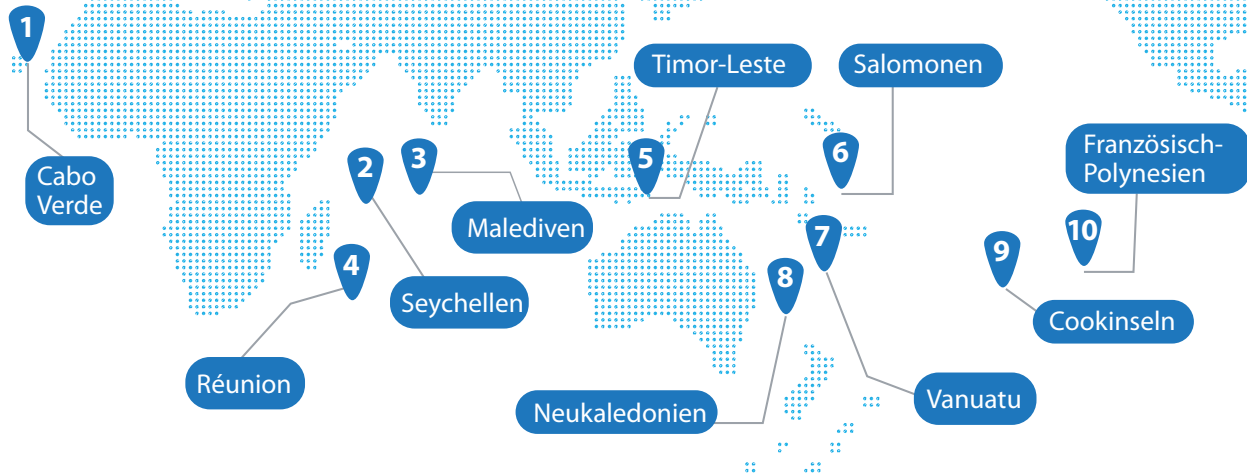 1
Timor-Leste
Salomonen
Französisch-
Polynesien
2
3
5
6
Cabo
Verde
Malediven
4
7
8
9
10
Seychellen
Cookinseln
Réunion
Neukaledonien
Vanuatu